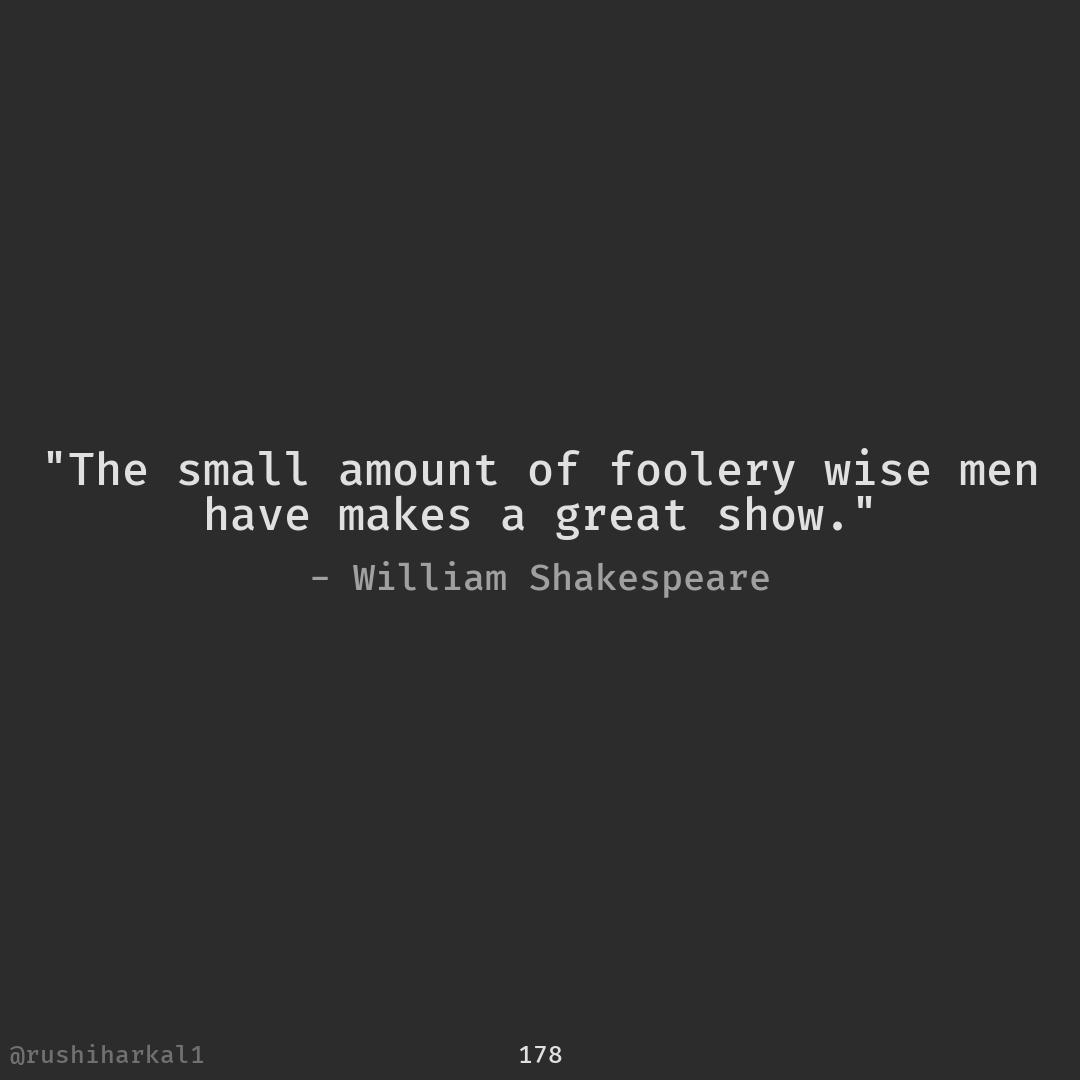 "The small amount of foolery wise men
have makes a great show."
- William Shakespeare
@rushiharkal1
178